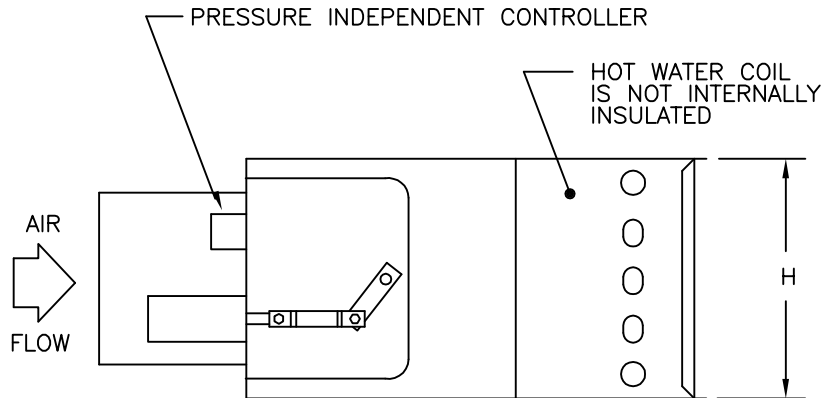 PRESSURE INDEPENDENT CONTROLLER
HOT WATER COIL
IS NOT INTERNALLY
INSULATED
AIR
FLOW
H